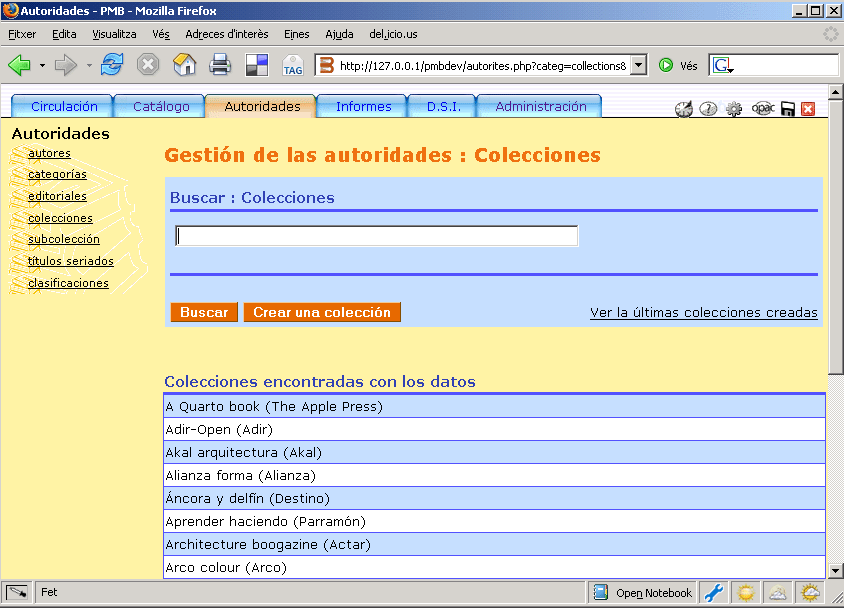 Autoridades - PMB - Mozilla Firefox
Fitxer Edita Visualitza Vés Adreces d'interès Eines Ajuda del.icio.us
TAG http://127.0.0.1/pmbdev/autorites.php?categ=collections& Vés G
Circulación Catálogo Autoridades Informes D.S.I. Administración opac
Autoridades
autores
categorías
editoriales
colecciones
subcolección
títulos seriados
clasificaciones
Gestión de las autoridades : Colecciones
Buscar : Colecciones
Buscar Crear una colección Ver la últimas colecciones creadas
Colecciones encontradas con los datos
A Quarto book (The Apple Press)
Adir-Open (Adir)
Akal arquitectura (Akal)
Alianza forma (Alianza)
Áncora y delfín (Destino)
Aprender haciendo (Parramón)
Architecture boogazine (Actar)
Arco colour (Arco)
Fet Open Notebook